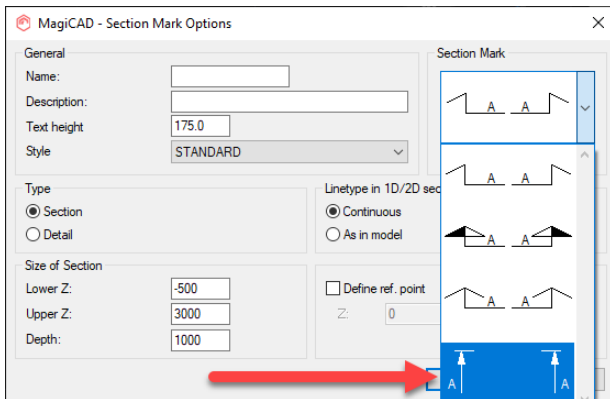 MagiCAD - Section Mark Options
General
Name:
Description:
Text height 175.0
Style STANDARD
Section Mark
A A
A A
A A
A A
A A
Type
Section
Detail
Linetype in 1D/2D sec
Continuous
As in model
Size of Section
Lower Z: -500
Upper Z: 3000
Depth: 1000
Define ref. point
Z: 0